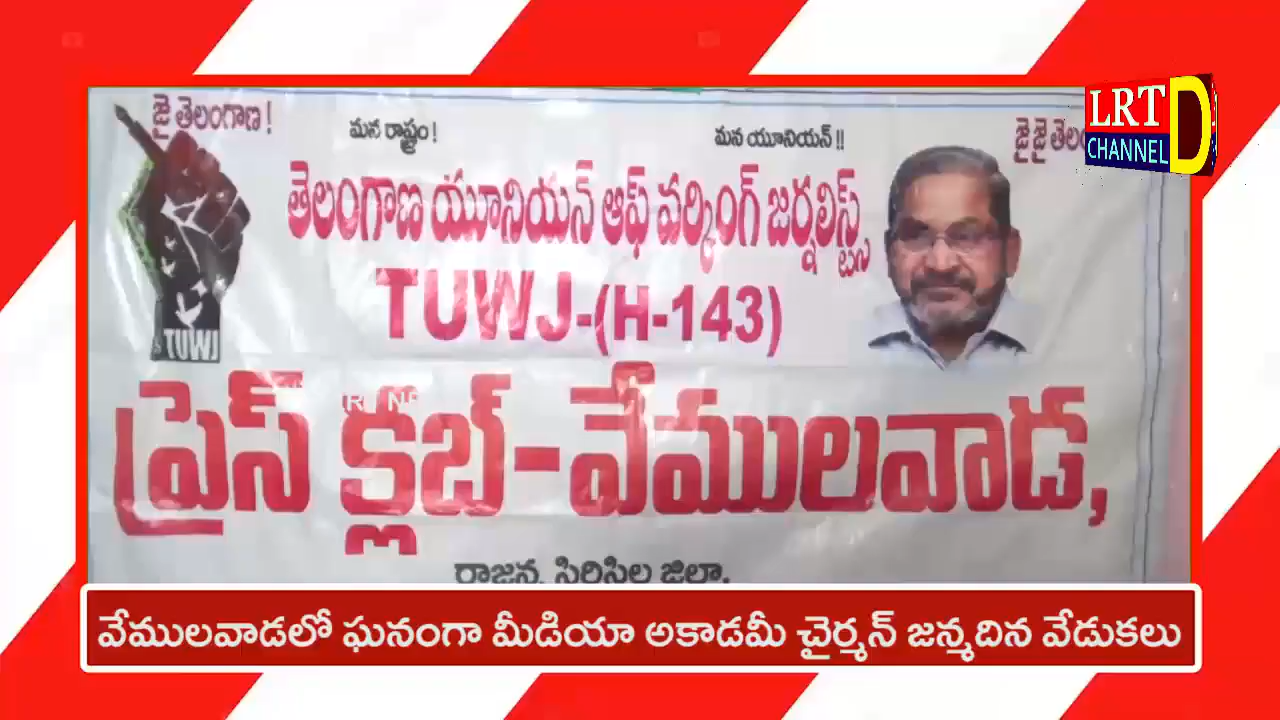 జై తెలంగాణ!
మన రాష్ట్రం!
మన యూనియన్!!
జై జై
LRT D
CHANNEL
తెలంగాణ యూనియన్ ఆఫ్ వర్కింగ్ జర్నలిస్ట్స్
TUWJ-(H-143)
TUWJ
ప్రెస్ క్లబ్-వేములవాడ,
రాజన్న సిరిసిల్ల జిల్లా.
వేములవాడలో ఘనంగా మీడియా అకాడమీ చైర్మన్ జన్మదిన వేడుకలు